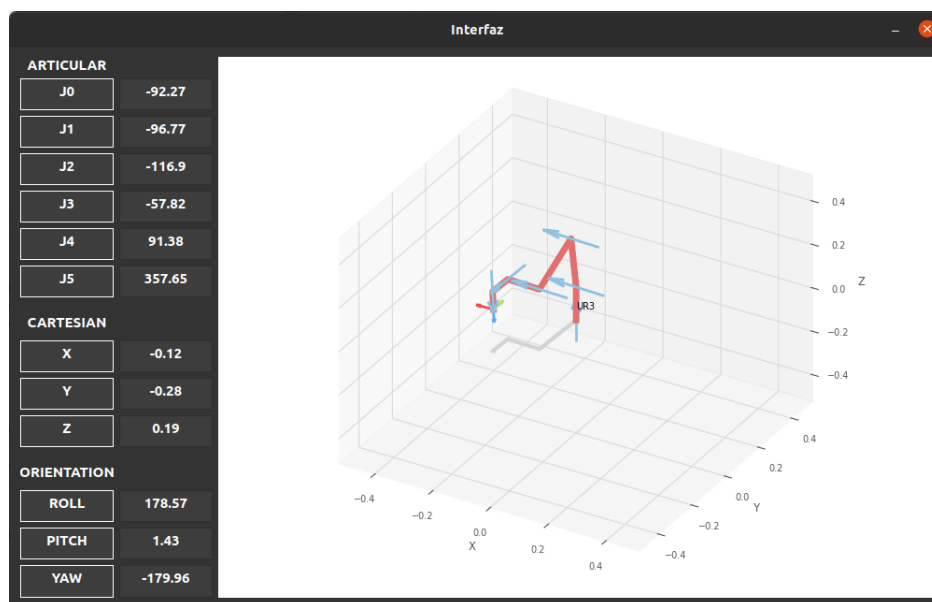 Interfaz
ARTICULAR
J0 -92.27
J1 -96.77
J2 -116.9
J3 -57.82
J4 91.38
J5 357.65
CARTESIAN
X -0.12
Y -0.28
Z 0.19
ORIENTATION
ROLL 178.57
PITCH 1.43
YAW -179.96
UR3
0.4
0.2
0.0
Z
−0.2
−0.4
0.4
0.2
0.0
Y
−0.2
−0.4
−0.4
−0.2
0.0
X
0.2
0.4